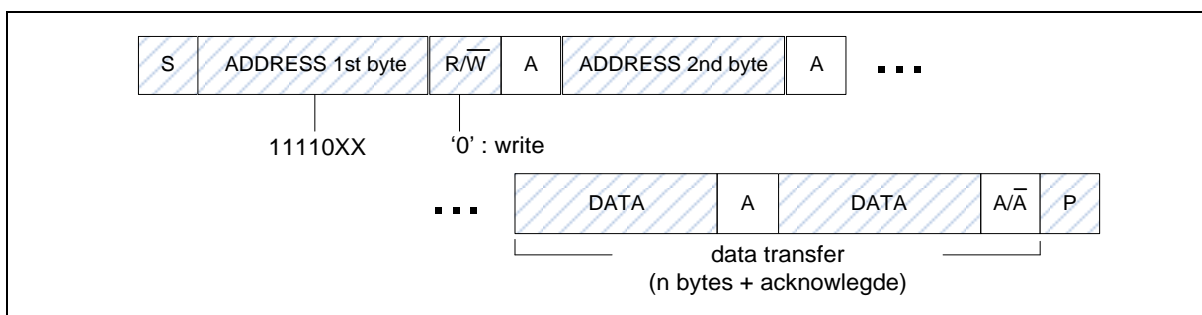 S ADDRESS 1st byte R/W̅ A ADDRESS 2nd byte A ...
11110XX '0' : write
... DATA A DATA A/A̅ P
data transfer
(n bytes + acknowlegde)